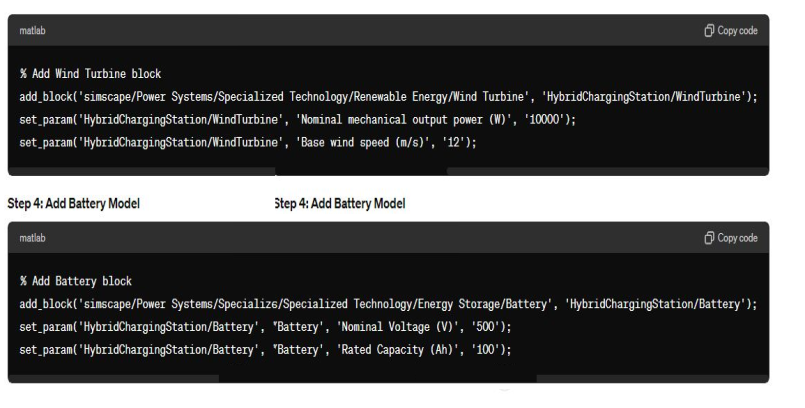 matlab Copy code
% Add Wind Turbine block
add_block('simscape/Power Systems/Specialized Technology/Renewable Energy/Wind Turbine', 'HybridChargingStation/WindTurbine');
set_param('HybridChargingStation/WindTurbine', 'Nominal mechanical output power (W)', '10000');
set_param('HybridChargingStation/WindTurbine', 'Base wind speed (m/s)', '12');
Step 4: Add Battery Model Step 4: Add Battery Model
matlab Copy code
% Add Battery block
add_block('simscape/Power Systems/Specializ­e/Specialized Technology/Energy Storage/Battery', 'HybridChargingStation/Battery');
set_param('HybridChargingStation/Battery', "Battery', 'Nominal Voltage (V)', '500');
set_param('HybridChargingStation/Battery', "Battery', 'Rated Capacity (Ah)', '100');